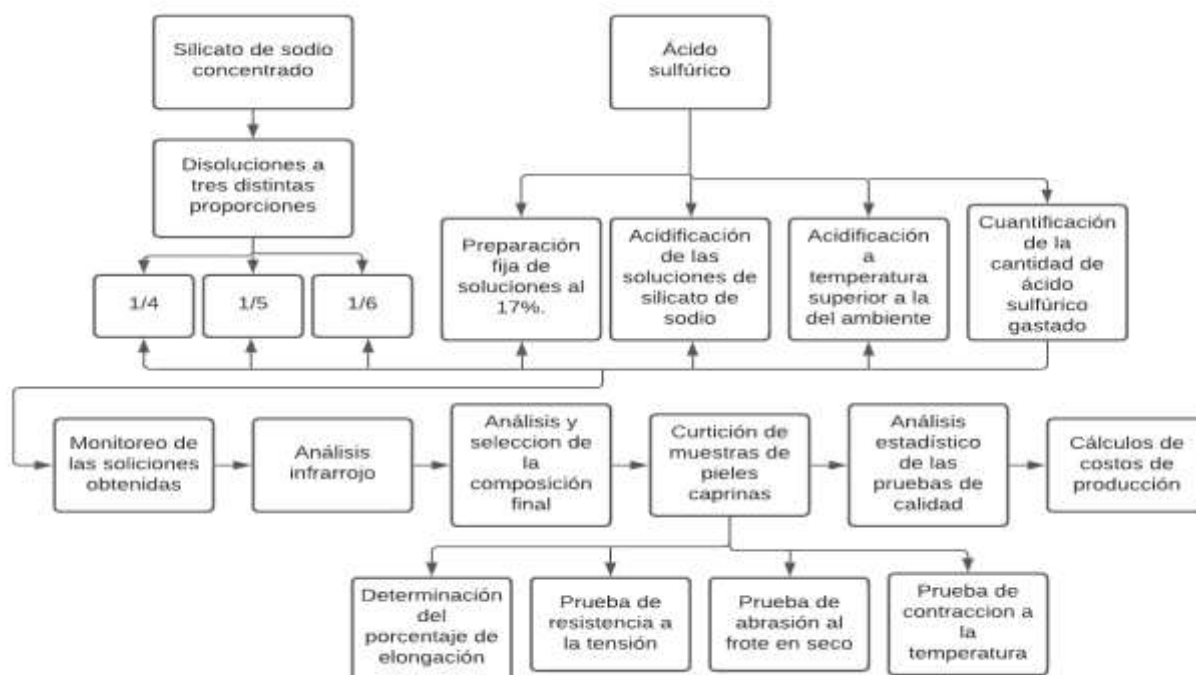 Silicato de sodio
concentrado
Ácido
sulfúrico
Disoluciones a
tres distintas
proporciones
1/4
1/5
1/6
Preparación
fija de
soluciones al
17%.
Acidificación
de las
soluciones de
silicato de
sodio
Acidificación
a
temperatura
superior a la
del ambiente
Cuantificación
de la
cantidad de
ácido
sulfúrico
gastado
Monitoreo de
las soliciones
obtenidas
Análisis
infrarrojo
Análisis y
seleccion de
la
composición
final
Curtición de
muestras de
pieles
caprinas
Análisis
estadístico
de las
pruebas de
calidad
Cálculos de
costos de
producción
Determinación
del
porcentaje de
elongación
Prueba de
resistencia a
la tensión
Prueba de
abrasión al
frote en seco
Prueba de
contraccion a
la
temperatura